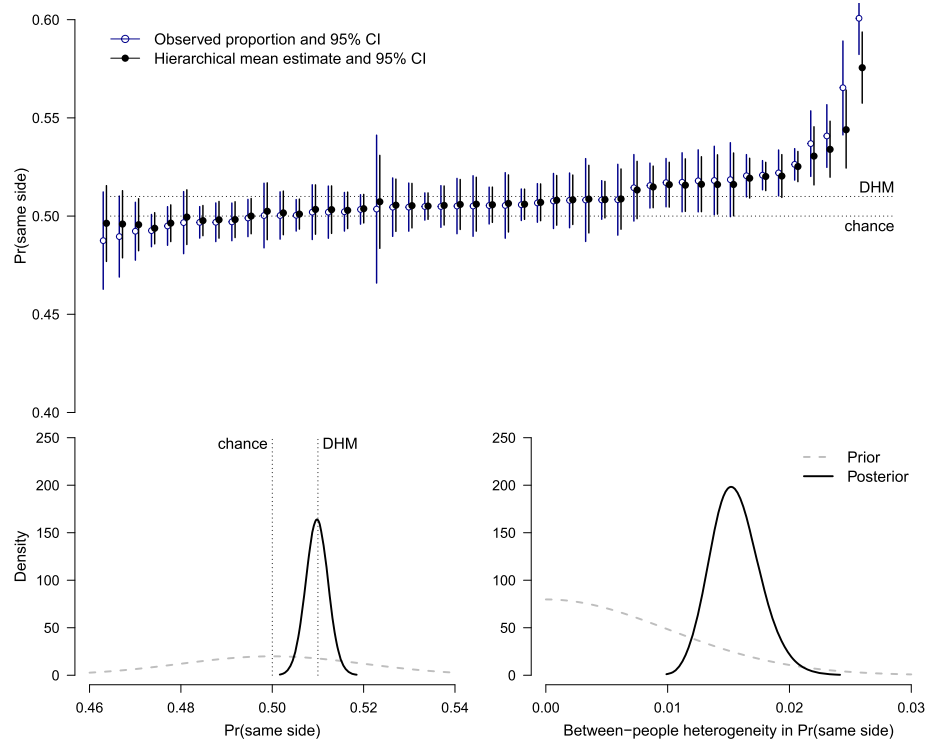 0.60
Observed proportion and 95% CI
Hierarchical mean estimate and 95% CI
0.55
Pr(same side)
DHM
0.50
chance
0.45
0.40
250
chance
DHM
200
150
Density
100
50
0
0.46
0.48
0.50
0.52
0.54
Pr(same side)
250
Prior
Posterior
200
150
100
50
0
0.00
0.01
0.02
0.03
Between−people heterogeneity in Pr(same side)